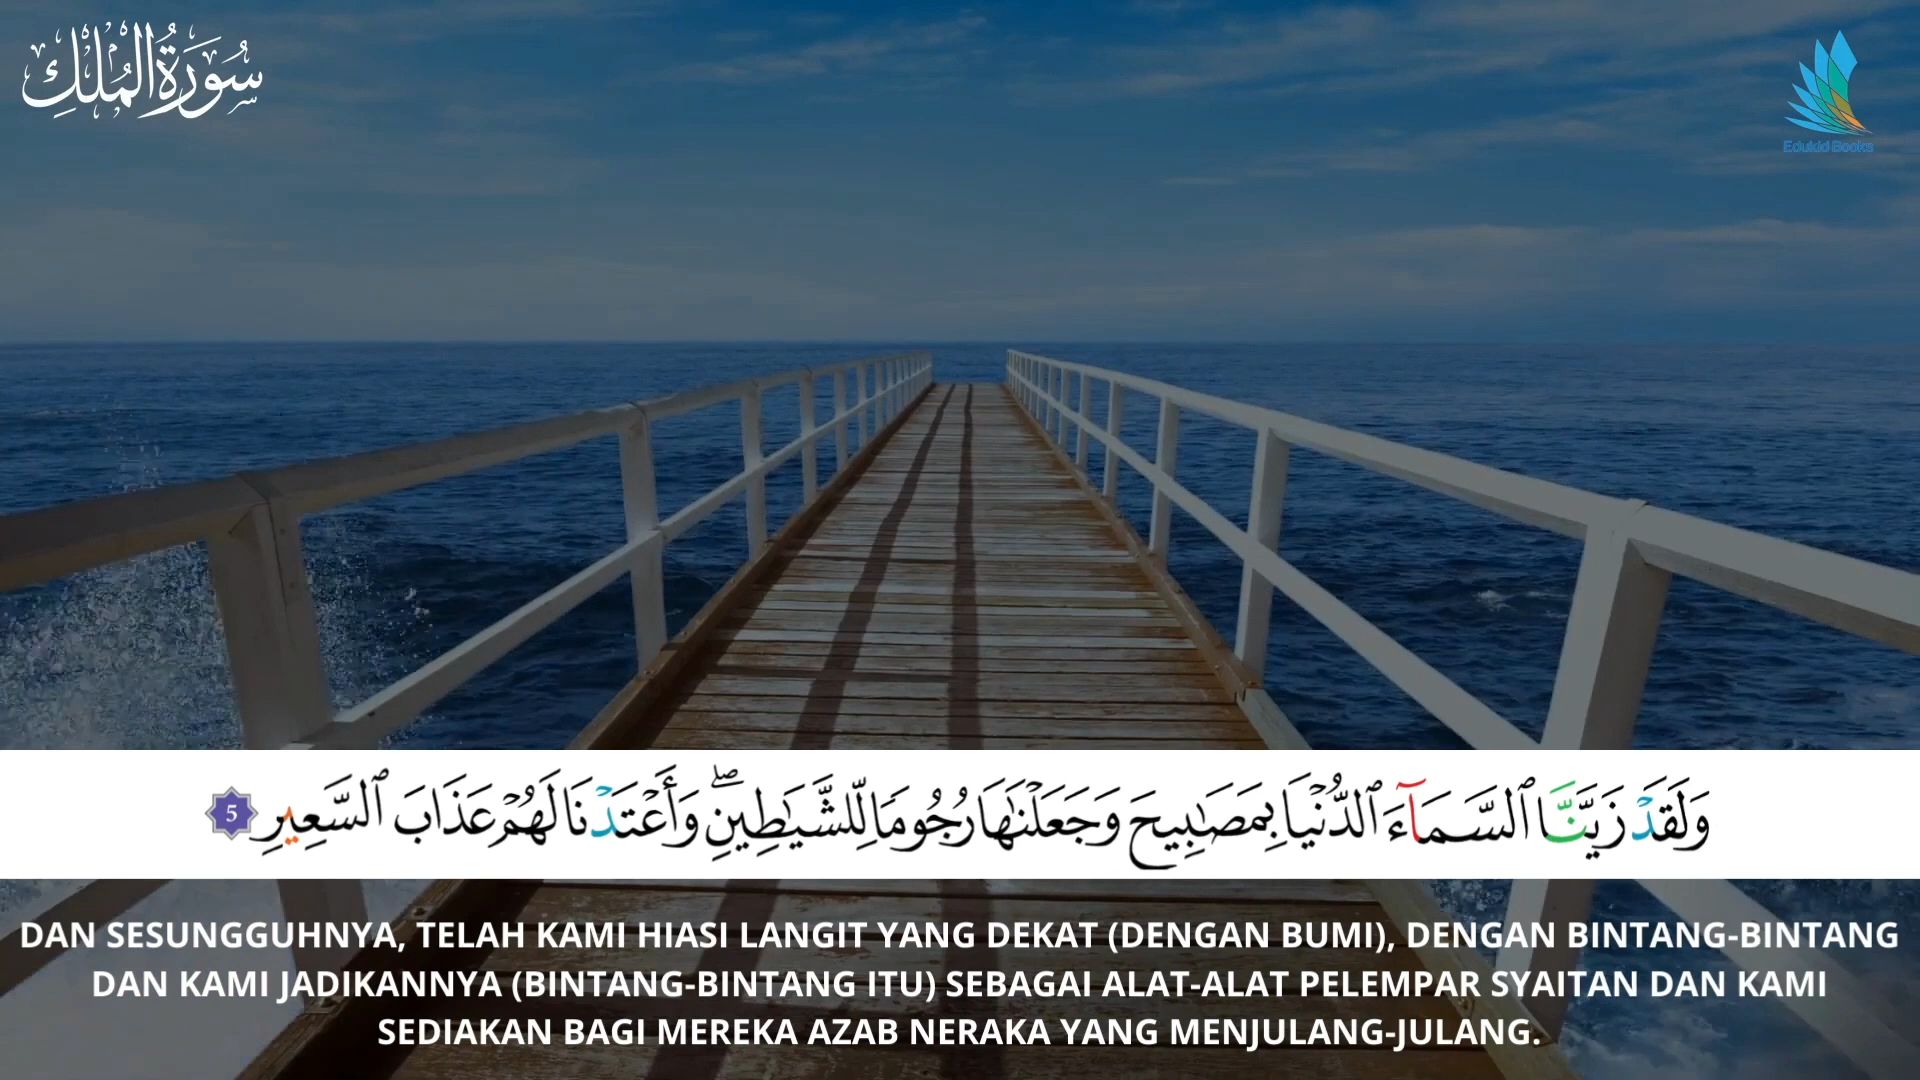 سُورَةُ الْمُلْكِ
Edukid Books
وَلَقَدْ زَيَّنَّا ٱلسَّمَآءَ ٱلدُّنْيَا بِمَصَٰبِيحَ وَجَعَلْنَٰهَا رُجُومًا لِّلشَّيَٰطِينِ ۖ وَأَعْتَدْنَا لَهُمْ عَذَابَ ٱلسَّعِيرِ 5
DAN SESUNGGUHNYA, TELAH KAMI HIASI LANGIT YANG DEKAT (DENGAN BUMI), DENGAN BINTANG-BINTANG
DAN KAMI JADIKANNYA (BINTANG-BINTANG ITU) SEBAGAI ALAT-ALAT PELEMPAR SYAITAN DAN KAMI
SEDIAKAN BAGI MEREKA AZAB NERAKA YANG MENJULANG-JULANG.